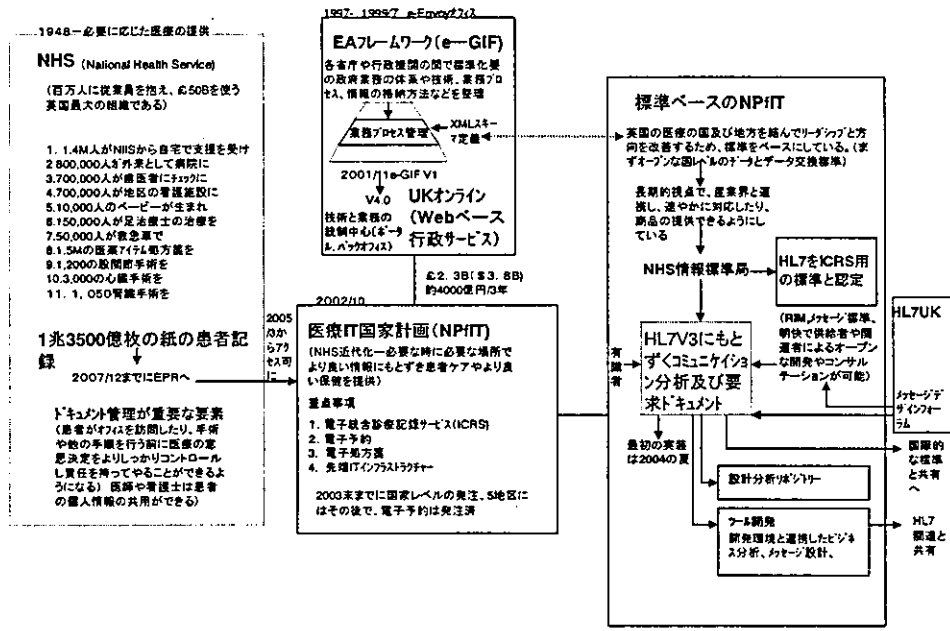 1948－必要に応じた医療の提供
NHS (National Health Service)
(百万人に従業員を抱え、￡50Bを使う
英国最大の組織である)
1. 1.4M人がNHSから自宅で支援を受け
2 800,000人が外来として病院に
3.700,000人が歯医者にチェックに
4.700,000人が地区の看護施設に
5.10,000人のベービーが生まれ
6.150,000人が足治療士の治療を
7.50,000人が救急車で
8.1.5Mの医薬アイテム処方箋を
9.1,200の股関節手術を
10.3,000の心臓手術を
11. 1, 050腎臓手術を
1兆3500億枚の紙の患者記
録
2007/12までにEPRへ
ドキュメント管理が重要な要素
(患者がオフィスを訪問したり、手術
や他の手順を行う前に医療の意
思決定をよりしっかりコントロール
し責任を持ってやることができるよ
うになる) 医師や看護士は患者
の個人情報の共用ができる)
2005
/3か
らアク
セス可
に
1997-.1999/7 e-Envoyオフィス
EAフレームワーク(e－GIF)
各省庁や行政機関の間で標準化要
の政府業務の体系や技術、業務プロ
セス、情報の格納方法などを整理
業務プロセス管理
XMLスキー
マ定義
2001/11e-GIF V1
V4.0
技術と業務の
統制中心(ポータ
ル、バックオフィス)
UKオンライン
(Webベース
行政サービス)
￡2. 3B($3. 8B)
約4000億円/3年
2002/10
医療IT国家計画(NPfIT)
(NHS近代化－必要な時に必要な場所で
より良い情報にもとずき患者ケアやより良
い保健を提供)
重点事項
1. 電子統合診療記録サービス(ICRS)
2. 電子予約
3. 電子処方箋
4. 先端ITインフラストラクチャー
2003末までに国家レベルの発注、5地区に
はその後で、電子予約は発注済
標準ベースのNPfIT
英国の医療の国及び地方を結んでリーダシップと方
向を改善するため、標準をベースにしている。(ま
ずオープンな国レベルのデータとデータ交換標準)
長期的視点で、産業界と連
携し、速やかに対応したり、
商品の提供できるようにし
ている
NHS情報標準局
HL7をICRS用
の標準と認定
有
識
者
HL7V3にもと
ずくコミュニケイショ
ン分析及び要
求ドキュメント
(RIMメッセージ標準、
明快で供給者や関
連者によるオープン
な開発やコンサル
テーションが可能)
HL7UK
メッセージデ
ザインフォー
ラム
最初の実装
は2004の夏
設計分析リポジトリー
ツール開発
開発環境と連携したビジネ
ス分析、メッセージ設計、
国際的
な標準
と共有
へ
HL7
関連と
共有